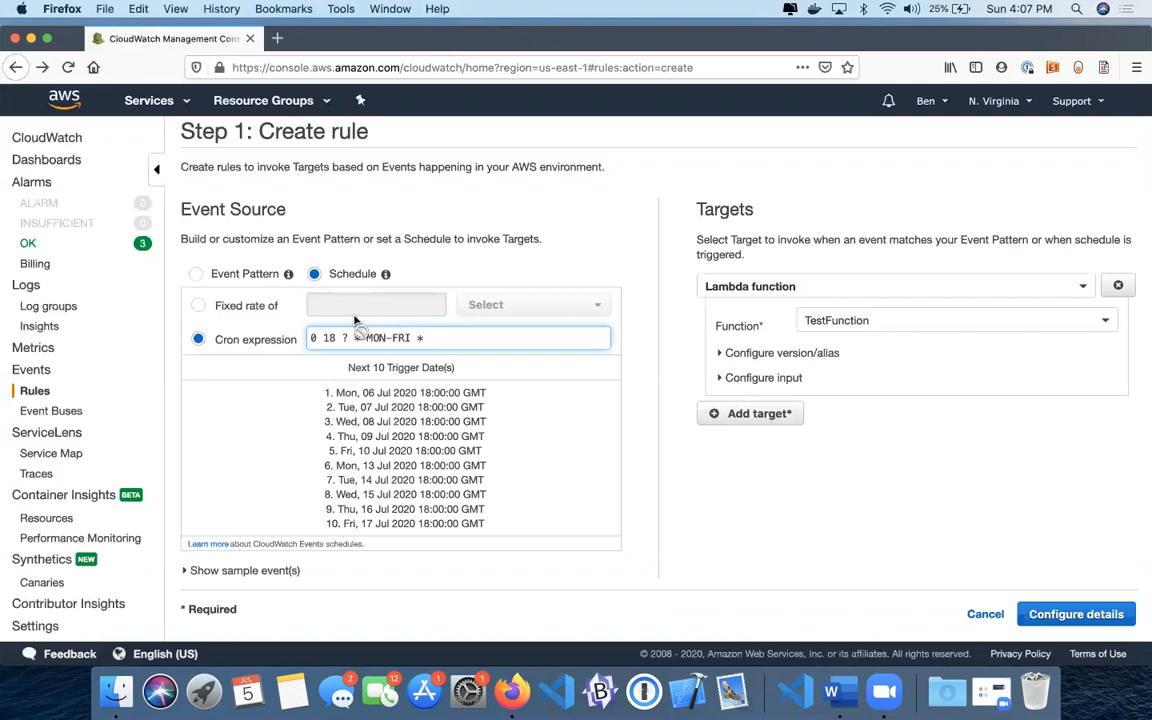 Firefox File Edit View History Bookmarks Tools Window Help 25% Sun 4:07 PM
CloudWatch Management Cons
https://console.aws.amazon.com/cloudwatch/home?region=us-east-1#rules:action=create
aws Services Resource Groups Ben N. Virginia Support
CloudWatch
Dashboards
Alarms
ALARM 0
INSUFFICIENT 0
OK 3
Billing
Logs
Log groups
Insights
Metrics
Events
Rules
Event Buses
ServiceLens
Service Map
Traces
Container Insights BETA
Resources
Performance Monitoring
Synthetics NEW
Canaries
Contributor Insights
Settings
Step 1: Create rule
Create rules to invoke Targets based on Events happening in your AWS environment.
Event Source
Build or customize an Event Pattern or set a Schedule to invoke Targets.
Event Pattern Schedule
Fixed rate of Select
Cron expression 0 18 ? * MON-FRI *
Next 10 Trigger Date(s)
1. Mon, 06 Jul 2020 18:00:00 GMT
2. Tue, 07 Jul 2020 18:00:00 GMT
3. Wed, 08 Jul 2020 18:00:00 GMT
4. Thu, 09 Jul 2020 18:00:00 GMT
5. Fri, 10 Jul 2020 18:00:00 GMT
6. Mon, 13 Jul 2020 18:00:00 GMT
7. Tue, 14 Jul 2020 18:00:00 GMT
8. Wed, 15 Jul 2020 18:00:00 GMT
9. Thu, 16 Jul 2020 18:00:00 GMT
10. Fri, 17 Jul 2020 18:00:00 GMT
Learn more about CloudWatch Events schedules.
Show sample event(s)
* Required
Targets
Select Target to invoke when an event matches your Event Pattern or when schedule is
triggered.
Lambda function
Function* TestFunction
Configure version/alias
Configure input
Add target*
Cancel Configure details
Feedback English (US) © 2008 - 2020, Amazon Web Services, Inc. or its affiliates. All rights reserved. Privacy Policy Terms of Use
JUL
5
2
12
1
1